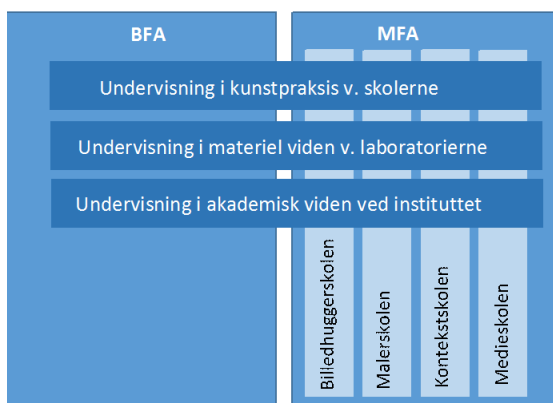 BFA
MFA
Undervisning i kunstpraksis v. skolerne
Undervisning i materiel viden v. laboratorierne
Undervisning i akademisk viden ved instituttet
Billedhuggerskolen
Malerskolen
Kontekstskolen
Medieskolen